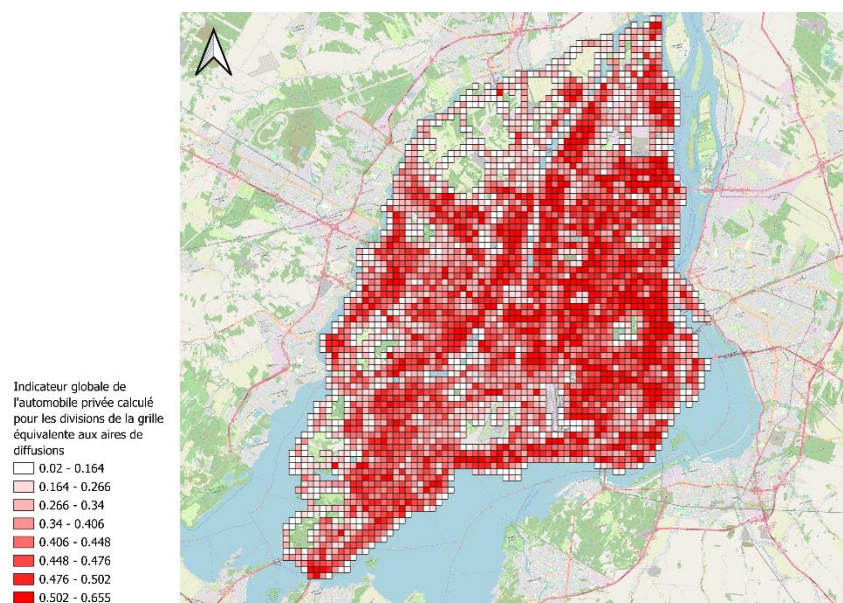 Indicateur globale de
l'automobile privée calculé
pour les divisions de la grille
équivalente aux aires de
diffusions
0.02 - 0.164
0.164 - 0.266
0.266 - 0.34
0.34 - 0.406
0.406 - 0.448
0.448 - 0.476
0.476 - 0.502
0.502 - 0.655